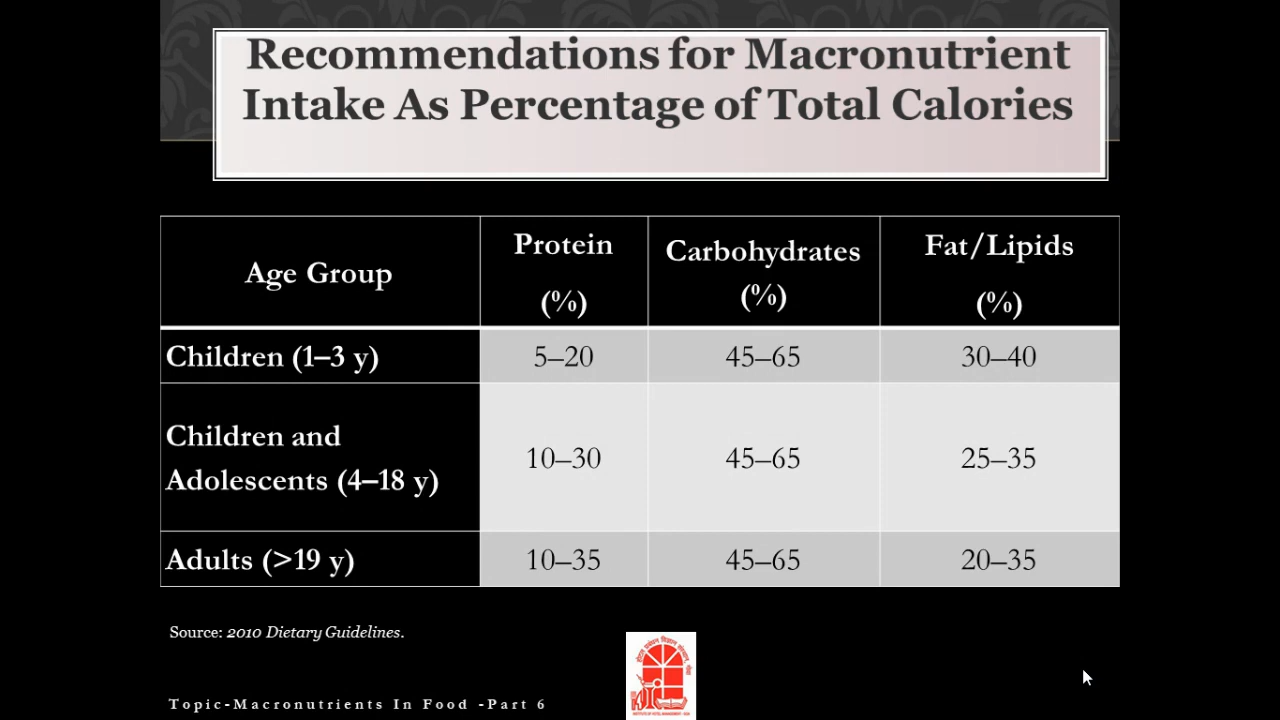 Recommendations for Macronutrient
Intake As Percentage of Total Calories
Age Group
Protein
(%)
Carbohydrates
(%)
Fat/Lipids
(%)
Children (1–3 y)
5–20
45–65
30–40
Children and
Adolescents (4–18 y)
10–30
45–65
25–35
Adults (>19 y)
10–35
45–65
20–35
Source: 2010 Dietary Guidelines.
Topic-Macronutrients In Food -Part 6